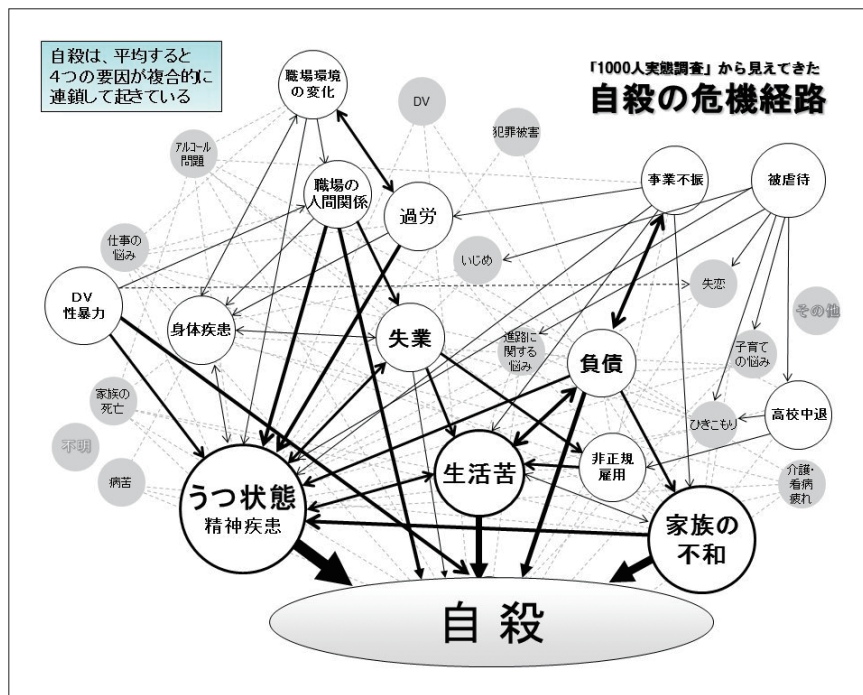 自殺は、平均すると
4つの要因が複合的に
連鎖して起きている
「1000人実態調査」から見えてきた
自殺の危機経路
職場環境
の変化
DV
犯罪被害
アルコール
問題
職場の
人間関係
過労
事業不振
被虐待
仕事の
悩み
いじめ
失恋
DV
性暴力
その他
身体疾患
失業
進路に
関する
悩み
負債
子育て
の悩み
家族の
死亡
ひきこもり
高校中退
不明
病苦
うつ状態
精神疾患
生活苦
非正規
雇用
介護・
看病
疲れ
家族の
不和
自殺